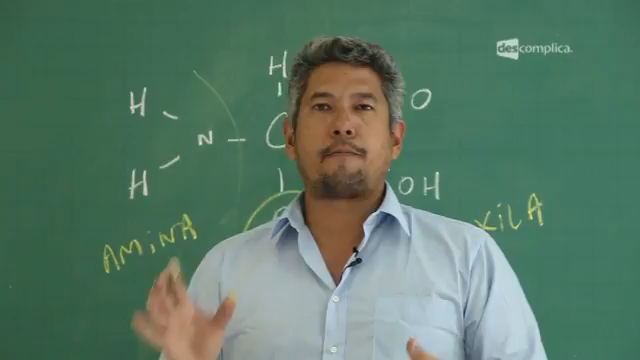 descomplica.
H H O
N – C
H OH
AMiNA XiLA